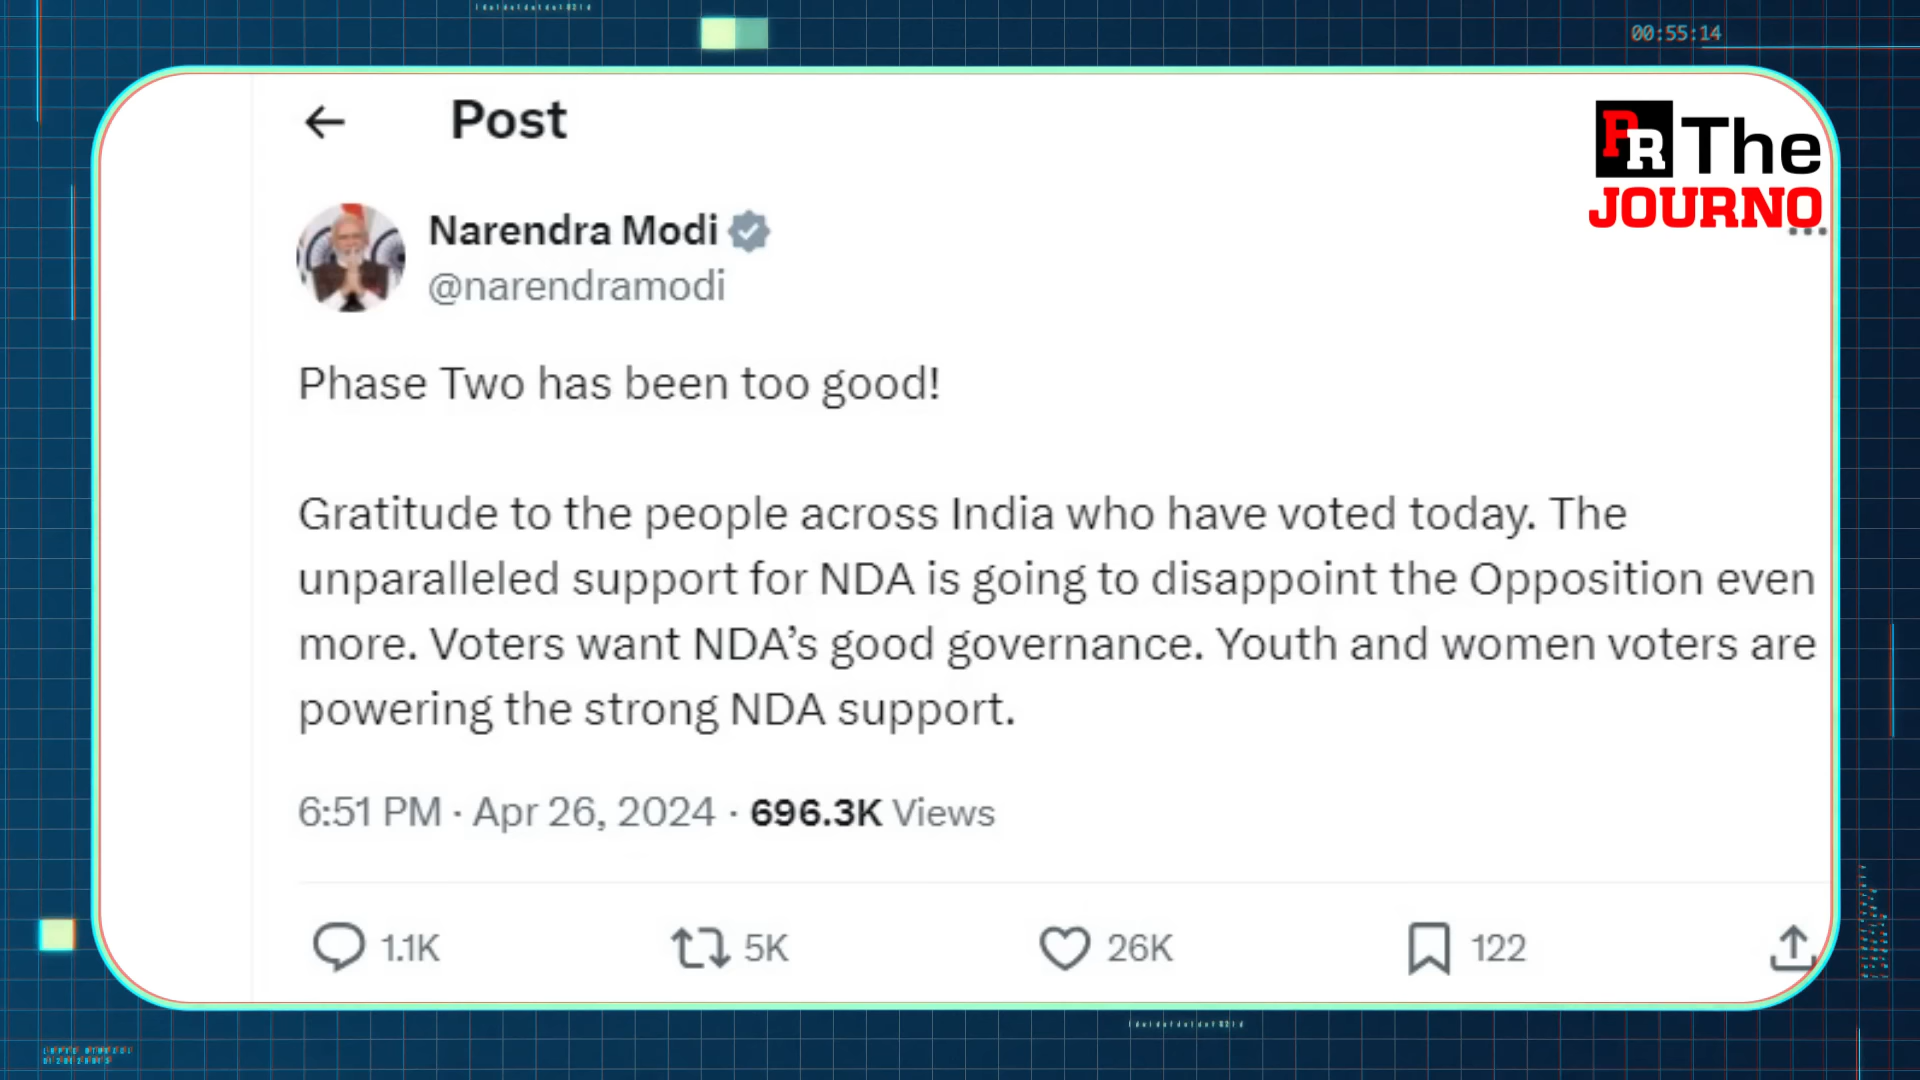 00:55:14
Post
PR The
JOURNO
Narendra Modi
@narendramodi
Phase Two has been too good!
Gratitude to the people across India who have voted today. The
unparalleled support for NDA is going to disappoint the Opposition even
more. Voters want NDA’s good governance. Youth and women voters are
powering the strong NDA support.
6:51 PM · Apr 26, 2024 · 696.3K Views
1.1K 5K 26K 122